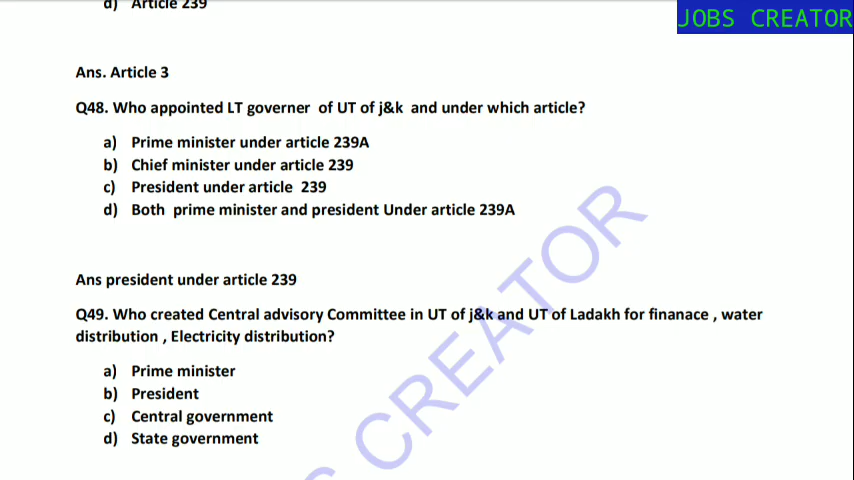 d) Article 239
JOBS CREATOR
Ans. Article 3
Q48. Who appointed LT governer of UT of j&k and under which article?
a) Prime minister under article 239A
b) Chief minister under article 239
c) President under article 239
d) Both prime minister and president Under article 239A
Ans president under article 239
Q49. Who created Central advisory Committee in UT of j&k and UT of Ladakh for finanace , water
distribution , Electricity distribution?
a) Prime minister
b) President
c) Central government
d) State government
S CREATOR